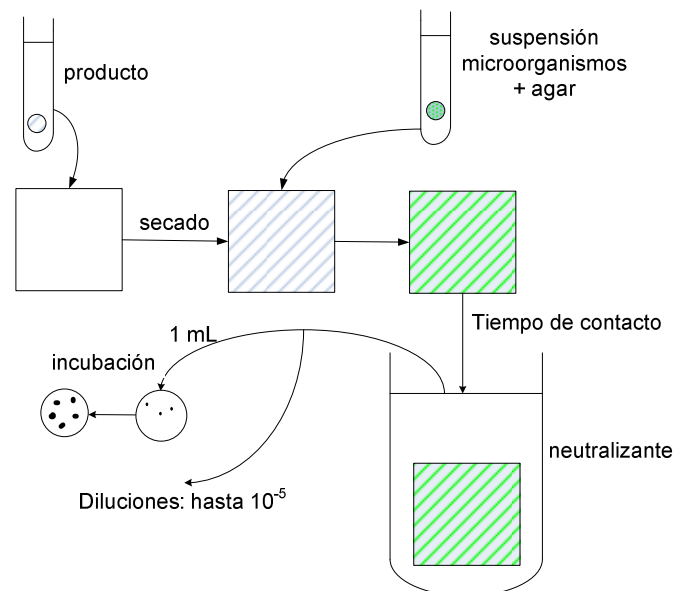 producto
suspensión
microorganismos
+ agar
secado
Tiempo de contacto
1 mL
incubación
neutralizante
Diluciones: hasta 10⁻⁵